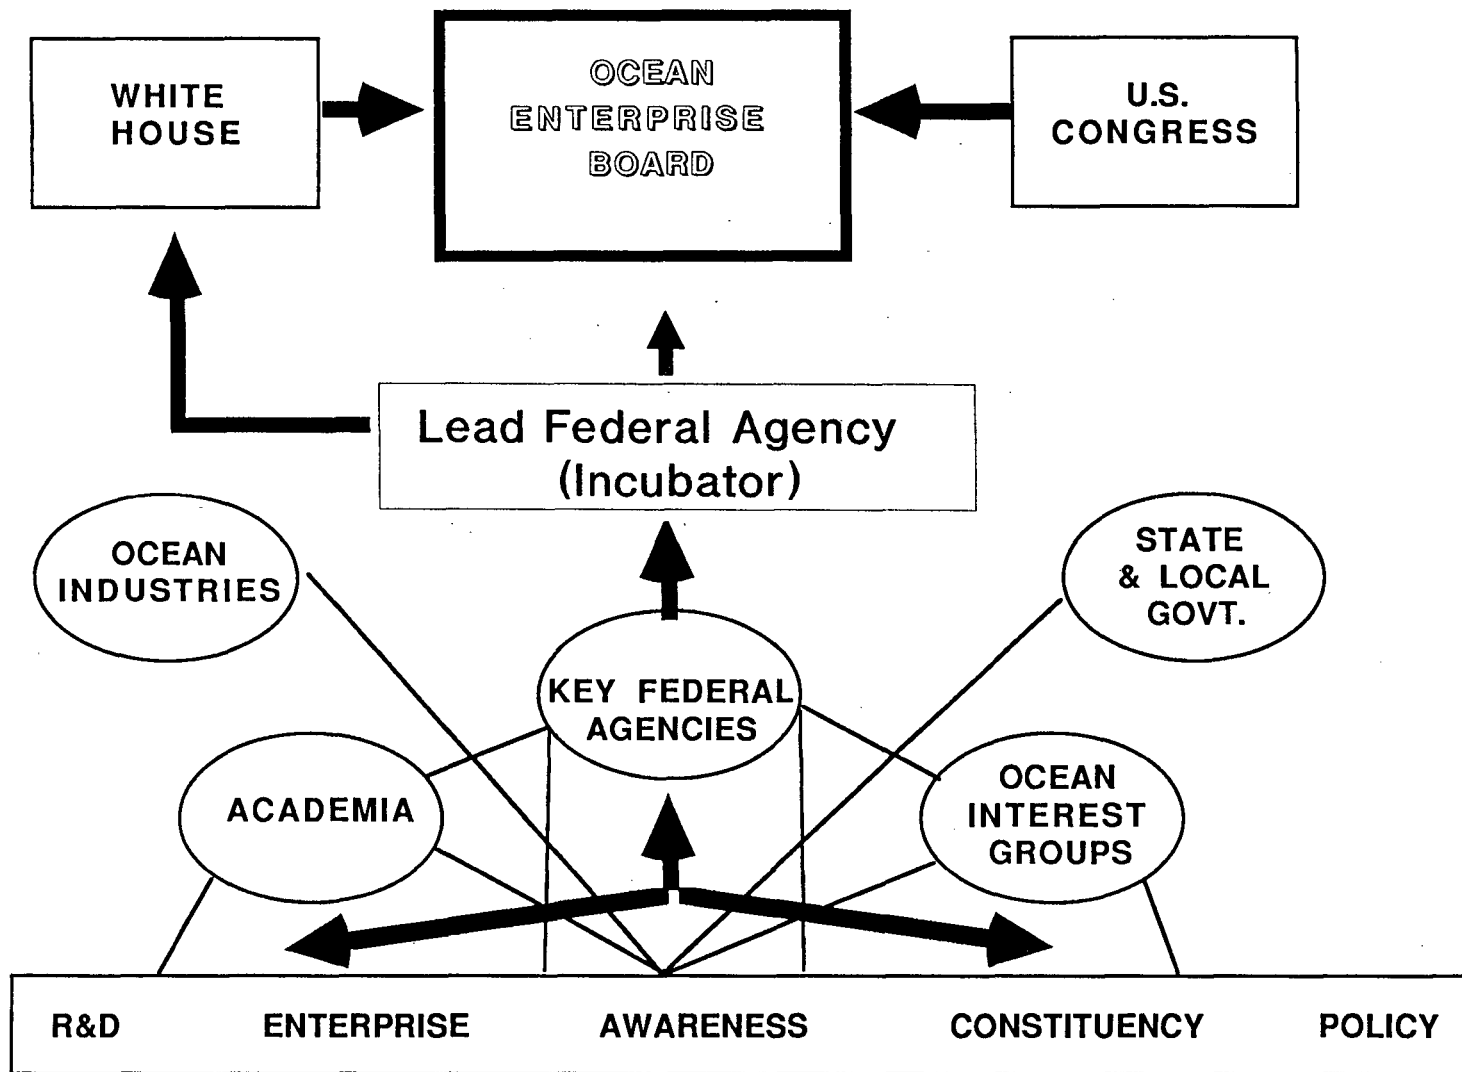 WHITE
HOUSE
OCEAN
ENTERPRISE
BOARD
U.S.
CONGRESS
Lead Federal Agency
(Incubator)
OCEAN
INDUSTRIES
STATE
& LOCAL
GOVT.
KEY FEDERAL
AGENCIES
ACADEMIA
OCEAN
INTEREST
GROUPS
R&D ENTERPRISE AWARENESS CONSTITUENCY POLICY